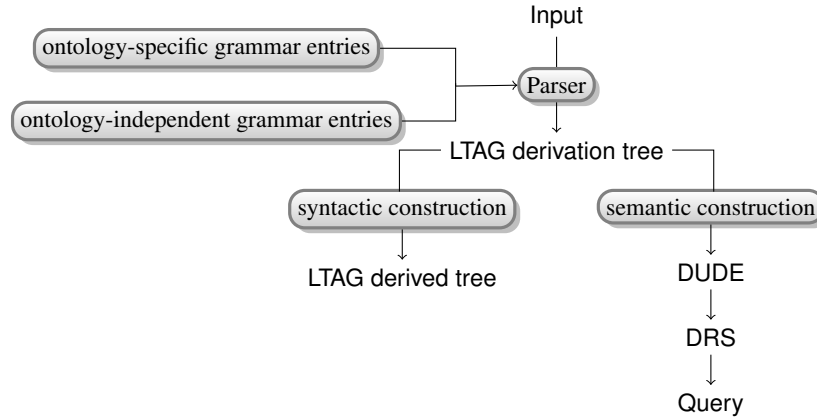 Input
ontology-specific grammar entries
Parser
ontology-independent grammar entries
LTAG derivation tree
syntactic construction
semantic construction
LTAG derived tree
DUDE
DRS
Query